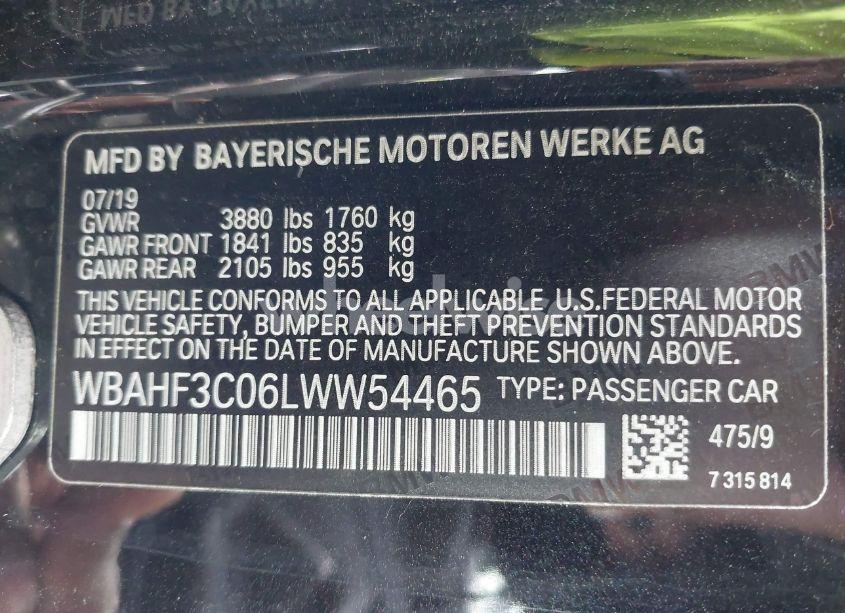 MFD BY BAYERISCHE MOTOREN WERKE AG
07/19
GVWR 3880 lbs 1760 kg
GAWR FRONT 1841 lbs 835 kg
GAWR REAR 2105 lbs 955 kg
THIS VEHICLE CONFORMS TO ALL APPLICABLE U.S.FEDERAL MOTOR
VEHICLE SAFETY, BUMPER AND THEFT PREVENTION STANDARDS
IN EFFECT ON THE DATE OF MANUFACTURE SHOWN ABOVE.
WBAHF3C06LWW54465 TYPE: PASSENGER CAR
475/9
7 315 814